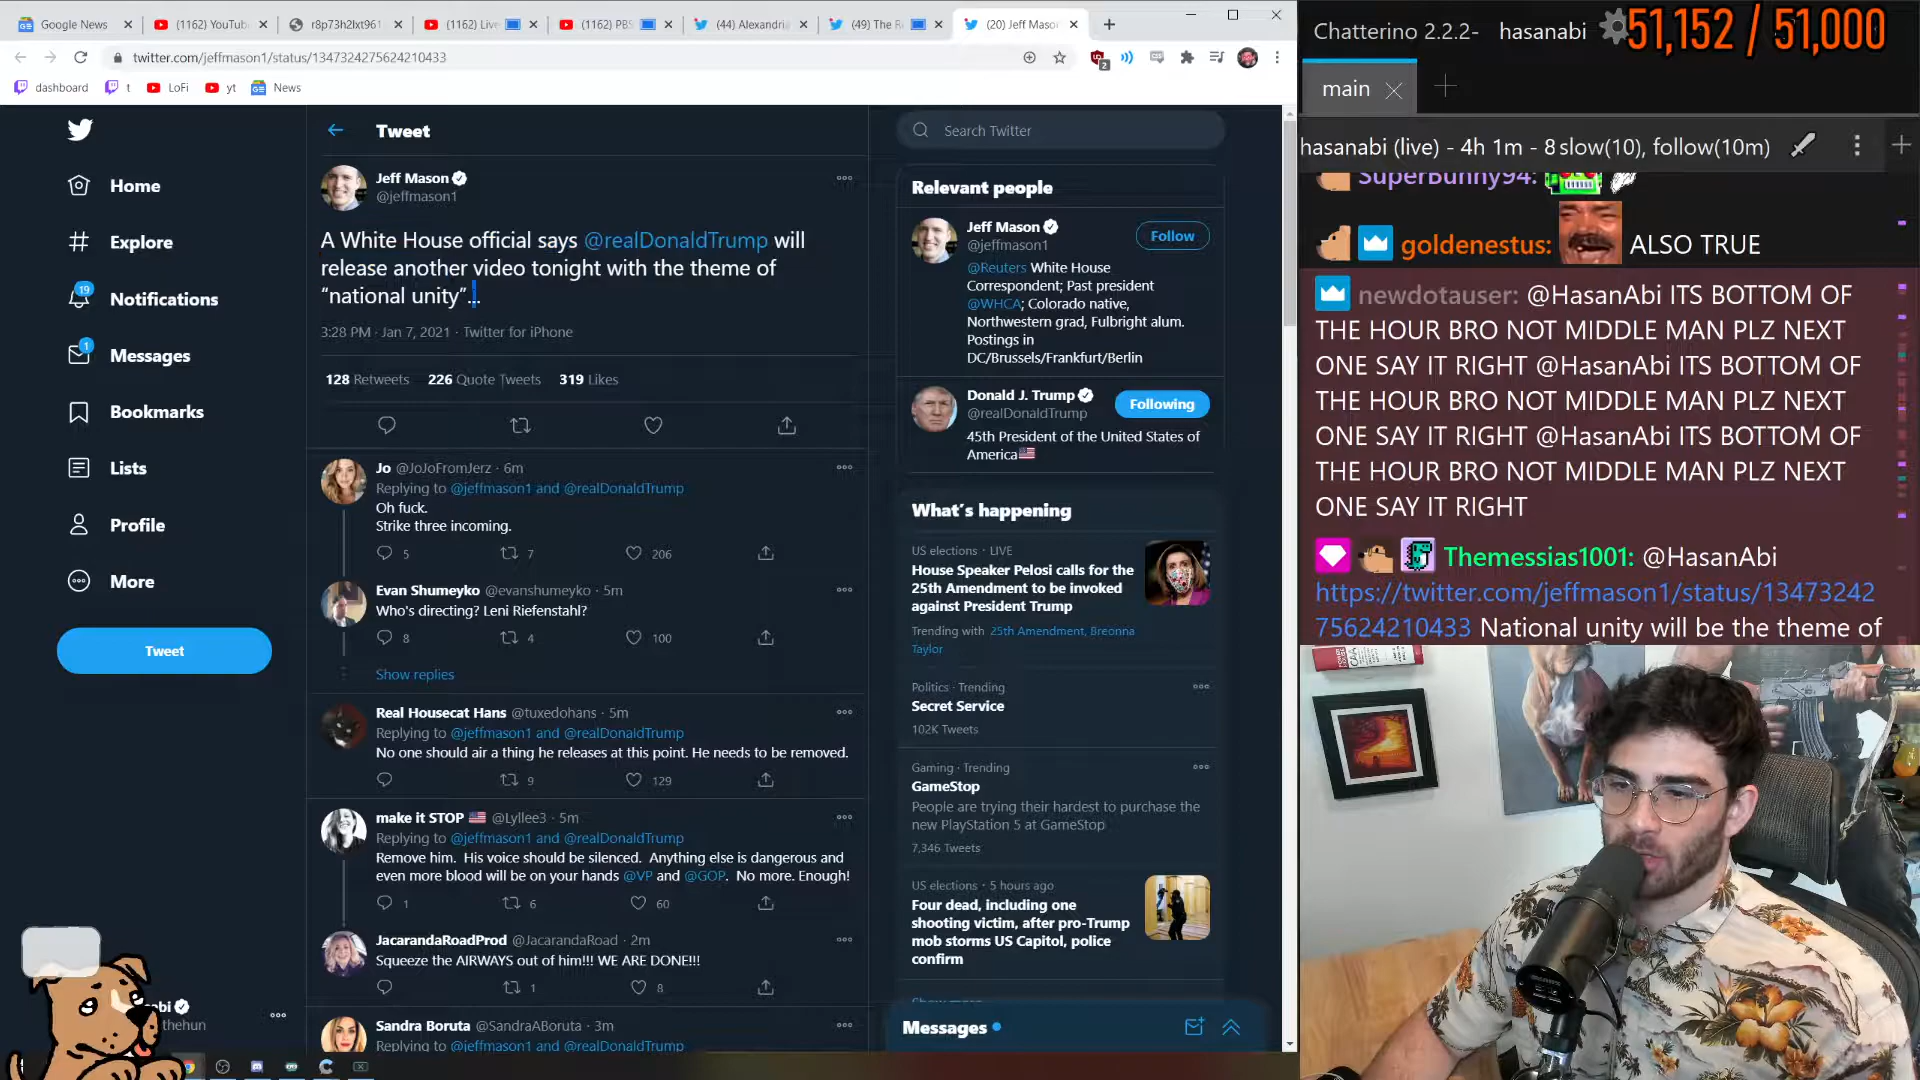 Google News
(1162) YouTub
r8p73h2lxt961
(1162) Live
(1162) PBS
(44) Alexandri
(49) The R
(20) Jeff Mason
twitter.com/jeffmason1/status/1347324275624210433
dashboard
t
LoFi
yt
News
Home
Explore
19
Notifications
1
Messages
Bookmarks
Lists
Profile
More
Tweet
Tweet
Jeff Mason
@jeffmason1
A White House official says @realDonaldTrump will
release another video tonight with the theme of
“national unity”...
3:28 PM · Jan 7, 2021 · Twitter for iPhone
128 Retweets 226 Quote Tweets 319 Likes
Jo @JoJoFromJerz · 6m
Replying to @jeffmason1 and @realDonaldTrump
Oh fuck.
Strike three incoming.
5 7 206
Evan Shumeyko @evanshumeyko · 5m
Who's directing? Leni Riefenstahl?
8 4 100
Show replies
Real Housecat Hans @tuxedohans · 5m
Replying to @jeffmason1 and @realDonaldTrump
No one should air a thing he releases at this point. He needs to be removed.
9 129
make it STOP @Lyllee3 · 5m
Replying to @jeffmason1 and @realDonaldTrump
Remove him. His voice should be silenced. Anything else is dangerous and
even more blood will be on your hands @VP and @GOP. No more. Enough!
1 6 60
JacarandaRoadProd @JacarandaRoad · 2m
Squeeze the AIRWAYS out of him!!! WE ARE DONE!!!
1 8
Sandra Boruta @SandraABoruta · 3m
Replying to @jeffmason1 and @realDonaldTrump
Search Twitter
Relevant people
Jeff Mason
@jeffmason1
Follow
@Reuters White House
Correspondent; Past president
@WHCA; Colorado native,
Northwestern grad, Fulbright alum.
Postings in
DC/Brussels/Frankfurt/Berlin
Donald J. Trump
@realDonaldTrump
Following
45th President of the United States of
America
What's happening
US elections · LIVE
House Speaker Pelosi calls for the
25th Amendment to be invoked
against President Trump
Trending with 25th Amendment, Breonna
Taylor
Politics · Trending
Secret Service
102K Tweets
Gaming · Trending
GameStop
People are trying their hardest to purchase the
new PlayStation 5 at GameStop
7,346 Tweets
US elections · 5 hours ago
Four dead, including one
shooting victim, after pro-Trump
mob storms US Capitol, police
confirm
Messages
Chatterino 2.2.2- hasanabi
51,152 / 51,000
main
hasanabi (live) - 4h 1m - 8 slow(10), follow(10m)
SuperBunny94:
goldenestus: ALSO TRUE
newdotauser: @HasanAbi ITS BOTTOM OF
THE HOUR BRO NOT MIDDLE MAN PLZ NEXT
ONE SAY IT RIGHT @HasanAbi ITS BOTTOM OF
THE HOUR BRO NOT MIDDLE MAN PLZ NEXT
ONE SAY IT RIGHT @HasanAbi ITS BOTTOM OF
THE HOUR BRO NOT MIDDLE MAN PLZ NEXT
ONE SAY IT RIGHT
Themessias1001: @HasanAbi
https://twitter.com/jeffmason1/status/13473242
75624210433 National unity will be the theme of